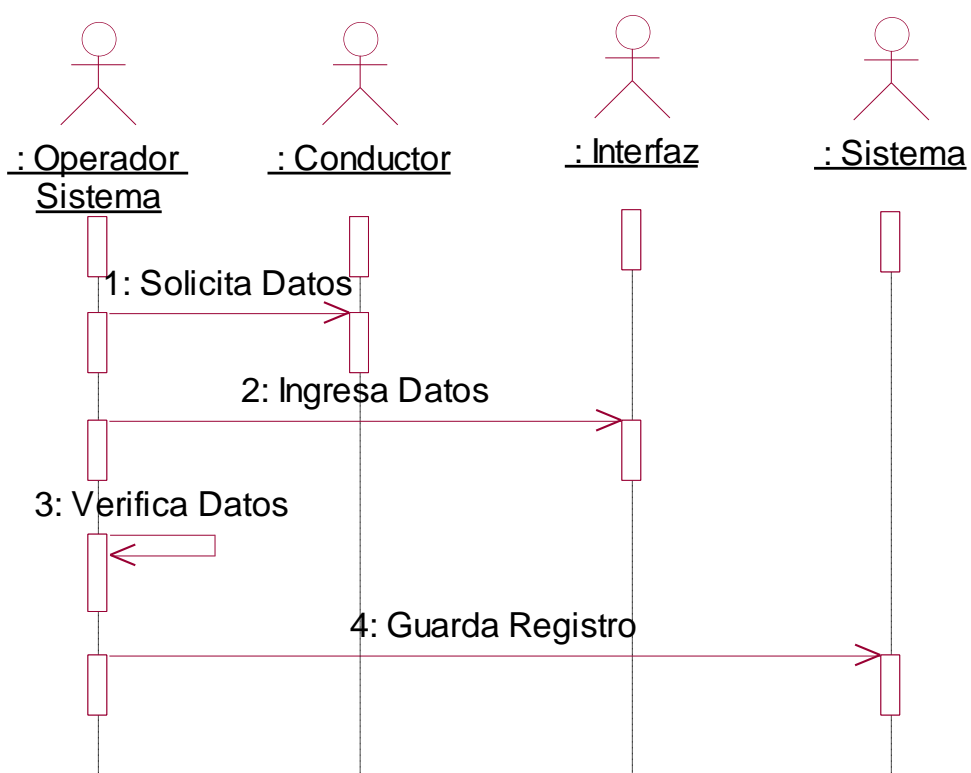 : Operador
Sistema
: Conductor
: Interfaz
: Sistema
1: Solicita Datos
2: Ingresa Datos
3: Verifica Datos
4: Guarda Registro